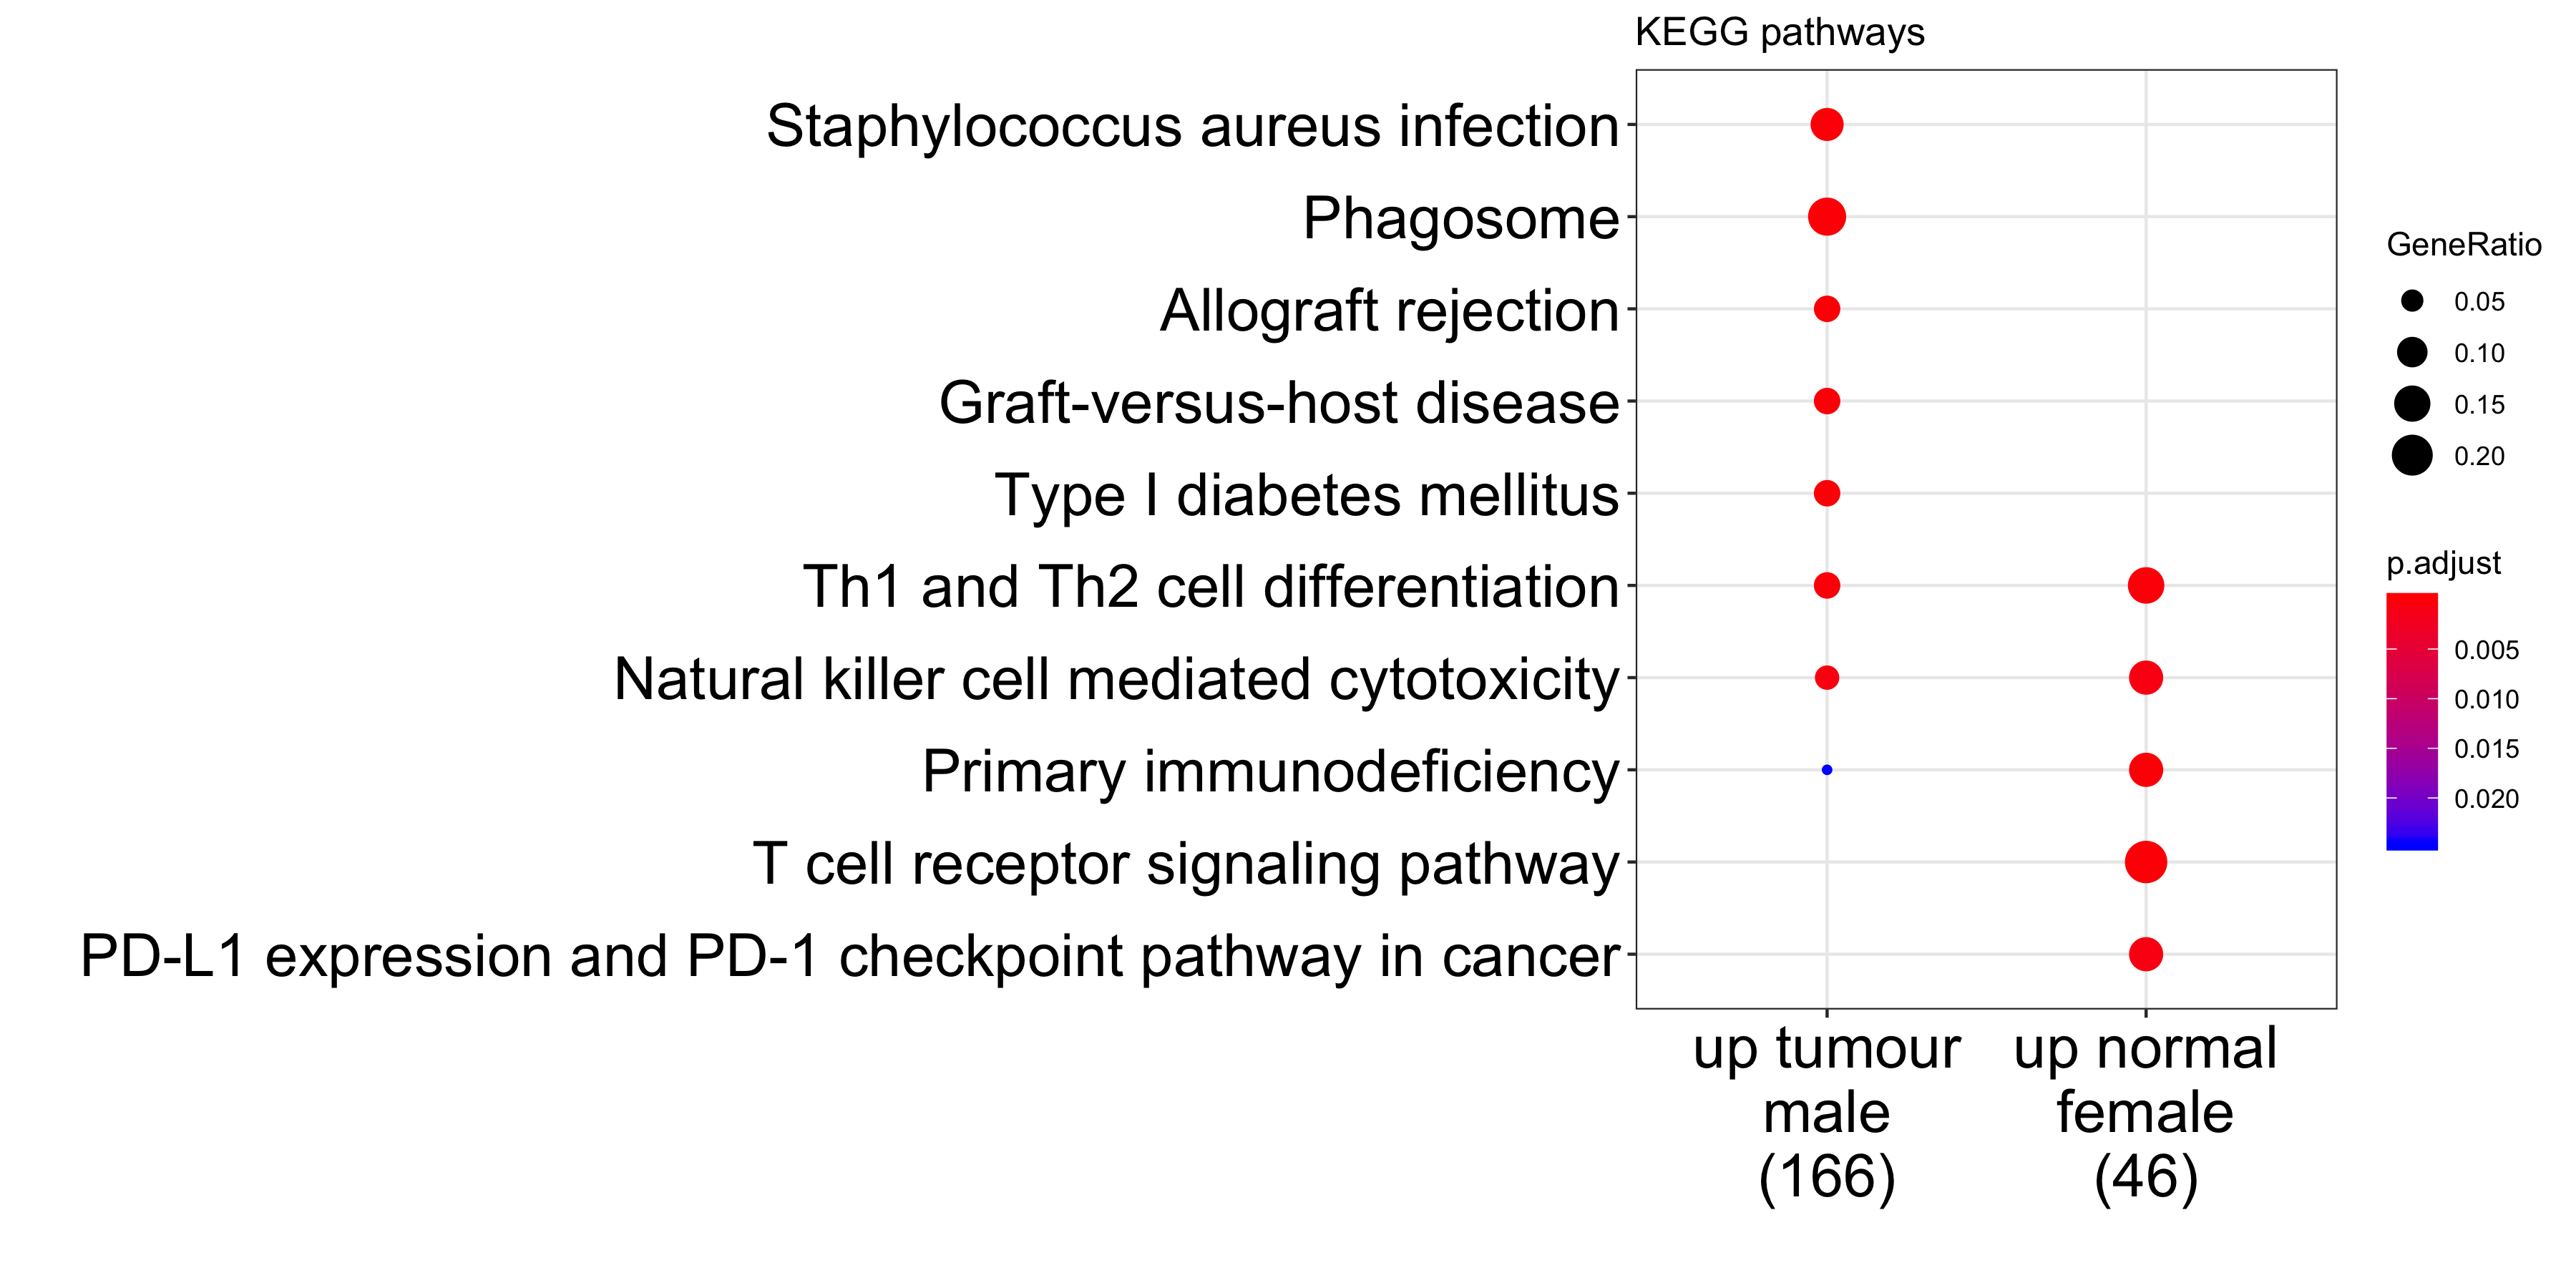 KEGG pathways
Staphylococcus aureus infection
Phagosome
Allograft rejection
Graft-versus-host disease
Type I diabetes mellitus
Th1 and Th2 cell differentiation
Natural killer cell mediated cytotoxicity
Primary immunodeficiency
T cell receptor signaling pathway
PD-L1 expression and PD-1 checkpoint pathway in cancer
up tumour
male
(166)
up normal
female
(46)
GeneRatio
0.05
0.10
0.15
0.20
p.adjust
0.005
0.010
0.015
0.020